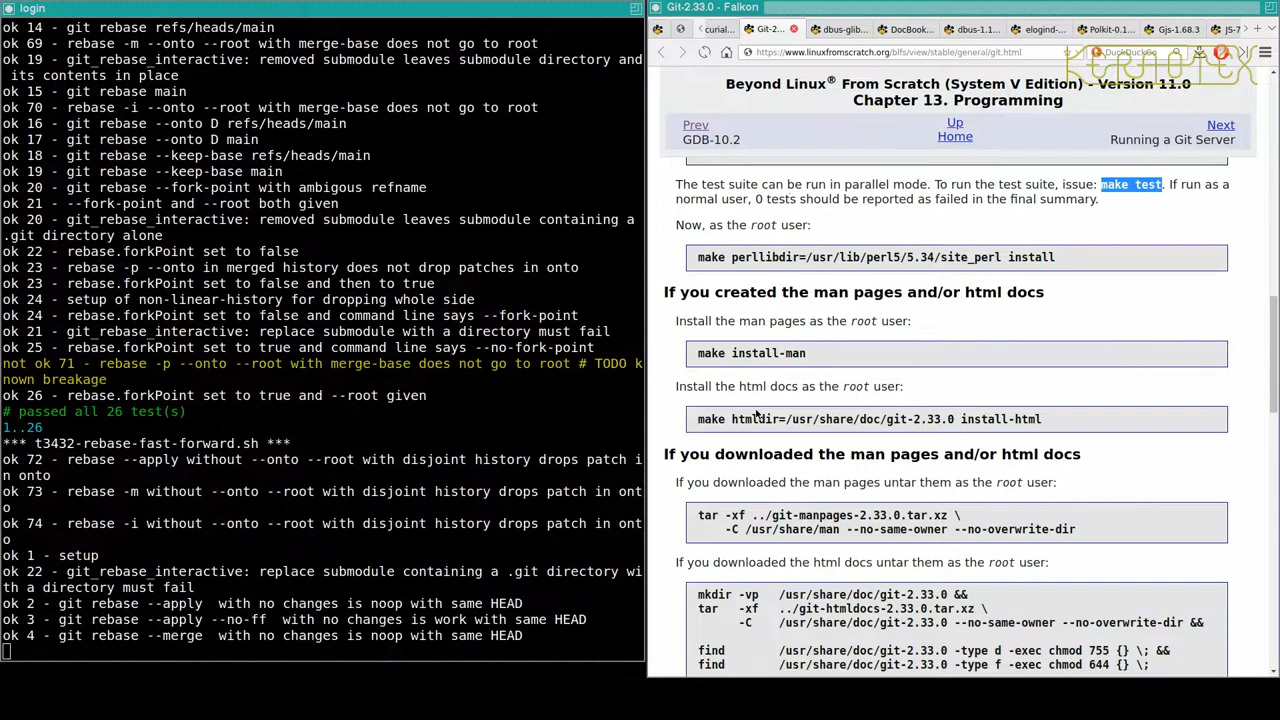 login
ok 14 - git rebase refs/heads/main
ok 69 - rebase -m --onto --root with merge-base does not go to root
ok 19 - git_rebase_interactive: removed submodule leaves submodule directory and
 its contents in place
ok 15 - git rebase main
ok 70 - rebase -i --onto --root with merge-base does not go to root
ok 16 - git rebase --onto D refs/heads/main
ok 17 - git rebase --onto D main
ok 18 - git rebase --keep-base refs/heads/main
ok 19 - git rebase --keep-base main
ok 20 - git rebase --fork-point with ambigous refname
ok 21 - --fork-point and --root both given
ok 20 - git_rebase_interactive: removed submodule leaves submodule containing a
.git directory alone
ok 22 - rebase.forkPoint set to false
ok 23 - rebase -p --onto in merged history does not drop patches in onto
ok 23 - rebase.forkPoint set to false and then to true
ok 24 - setup of non-linear-history for dropping whole side
ok 24 - rebase.forkPoint set to false and command line says --fork-point
ok 21 - git_rebase_interactive: replace submodule with a directory must fail
ok 25 - rebase.forkPoint set to true and command line says --no-fork-point
not ok 71 - rebase -p --onto --root with merge-base does not go to root # TODO k
nown breakage
ok 26 - rebase.forkPoint set to true and --root given
# passed all 26 test(s)
1..26
*** t3432-rebase-fast-forward.sh ***
ok 72 - rebase --apply without --onto --root with disjoint history drops patch i
n onto
ok 73 - rebase -m without --onto --root with disjoint history drops patch in ont
o
ok 74 - rebase -i without --onto --root with disjoint history drops patch in ont
o
ok 1 - setup
ok 22 - git_rebase_interactive: replace submodule containing a .git directory wi
th a directory must fail
ok 2 - git rebase --apply  with no changes is noop with same HEAD
ok 3 - git rebase --apply --no-ff  with no changes is work with same HEAD
ok 4 - git rebase --merge  with no changes is noop with same HEAD
Git-2.33.0 - Falkon
curial... Git-2... dbus-glib... DocBook... dbus-1.1... elogind-... Polkit-0.1... Gjs-1.68.3 JS-7
https://www.linuxfromscratch.org/blfs/view/stable/general/git.html DuckDuckGo
KERNOTEX
Beyond Linux® From Scratch (System V Edition) - Version 11.0
Chapter 13. Programming
Prev Up Next
GDB-10.2 Home Running a Git Server
The test suite can be run in parallel mode. To run the test suite, issue: make test. If run as a
normal user, 0 tests should be reported as failed in the final summary.
Now, as the root user:
make perllibdir=/usr/lib/perl5/5.34/site_perl install
If you created the man pages and/or html docs
Install the man pages as the root user:
make install-man
Install the html docs as the root user:
make htmldir=/usr/share/doc/git-2.33.0 install-html
If you downloaded the man pages and/or html docs
If you downloaded the man pages untar them as the root user:
tar -xf ../git-manpages-2.33.0.tar.xz \
    -C /usr/share/man --no-same-owner --no-overwrite-dir
If you downloaded the html docs untar them as the root user:
mkdir -vp   /usr/share/doc/git-2.33.0 &&
tar   -xf   ../git-htmldocs-2.33.0.tar.xz \
      -C    /usr/share/doc/git-2.33.0 --no-same-owner --no-overwrite-dir &&
find        /usr/share/doc/git-2.33.0 -type d -exec chmod 755 {} \; &&
find        /usr/share/doc/git-2.33.0 -type f -exec chmod 644 {} \;